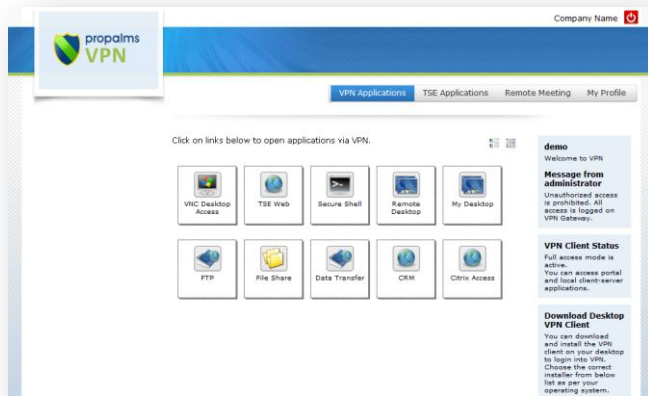 Company Name
propalms
VPN
VPN Applications TSE Applications Remote Meeting My Profile
Click on links below to open applications via VPN.
VNC Desktop
Access
TSE Web
Secure Shell
Remote
Desktop
My Desktop
FTP
File Share
Data Transfer
CRM
Citrix Access
demo
Welcome to VPN
Message from
administrator
Unauthorized access
is prohibited. All
access is logged on
VPN Gateway.
VPN Client Status
Full access mode is
active.
You can access portal
and local client-server
applications.
Download Desktop
VPN Client
You can download
and install the VPN
client on your desktop
to login into VPN.
Choose the correct
installer from below
list as per your
operating system.